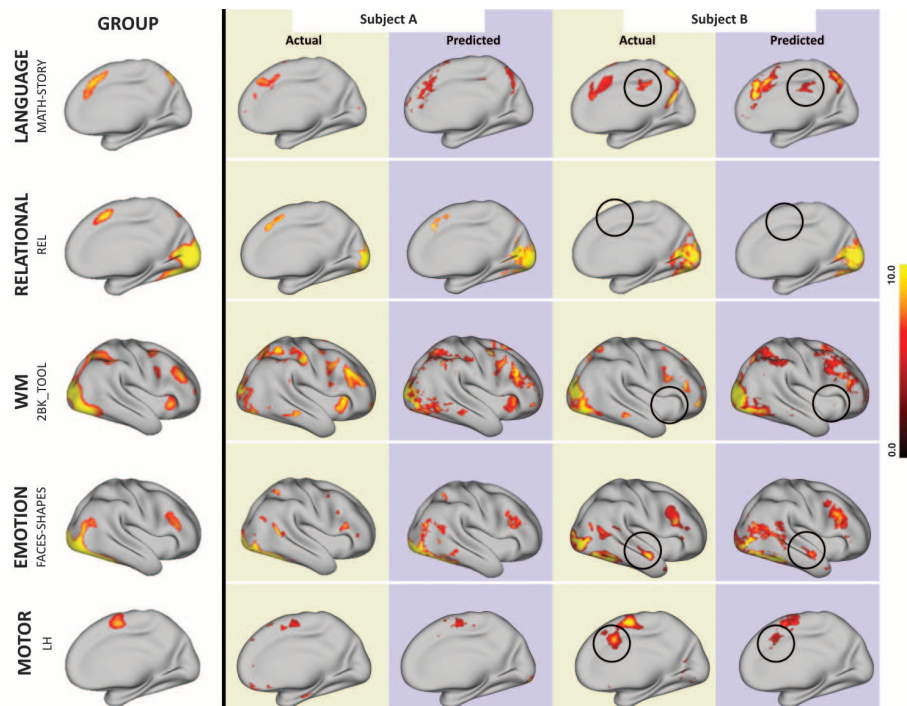 GROUP
Subject A
Subject B
Actual
Predicted
Actual
Predicted
LANGUAGE
MATH-STORY
RELATIONAL
REL
WM
2BK_TOOL
EMOTION
FACES-SHAPES
MOTOR
LH
10.0
0.0